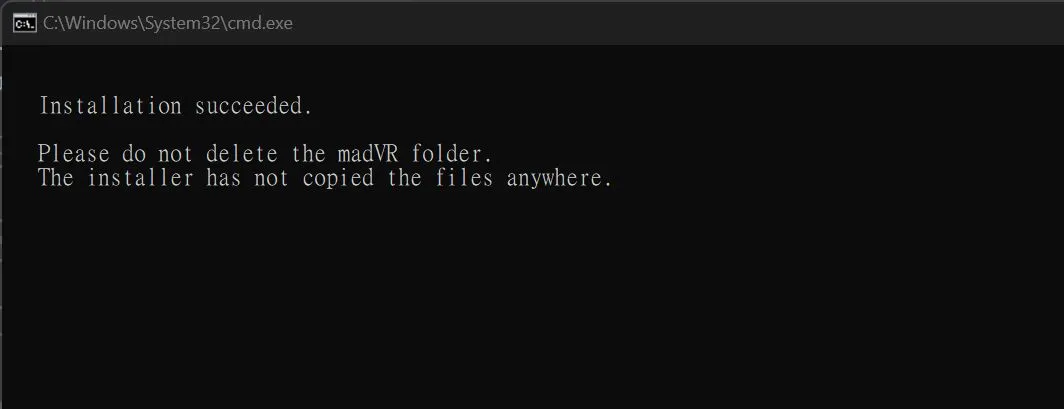 C:\Windows\System32\cmd.exe
Installation succeeded.
Please do not delete the madVR folder.
The installer has not copied the files anywhere.